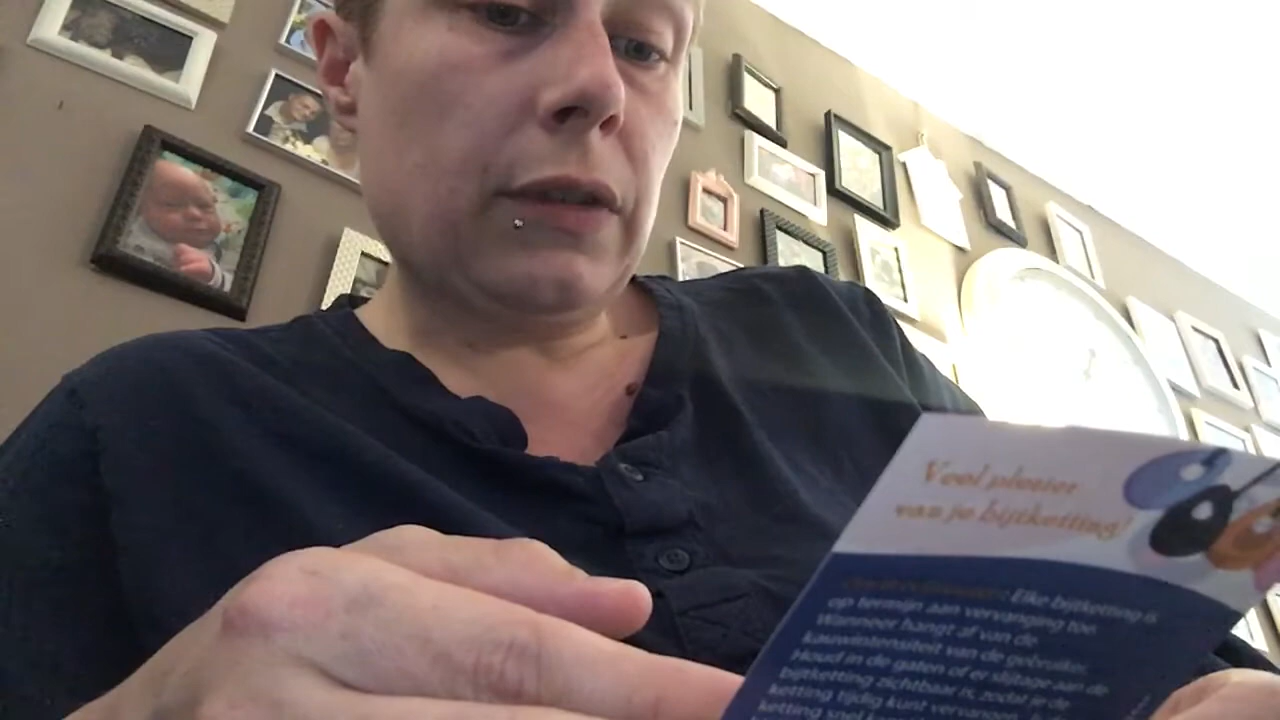 Veel plezier
van je bijtketting!
: Elke bijtketting is
op termijn aan vervanging toe.
Wanneer hangt af van de
kauwintensiteit van de gebruiker.
Houd in de gaten of er slijtage aan de
bijtketting zichtbaar is, zodat je de
ketting tijdig kunt vervangen
ketting snel